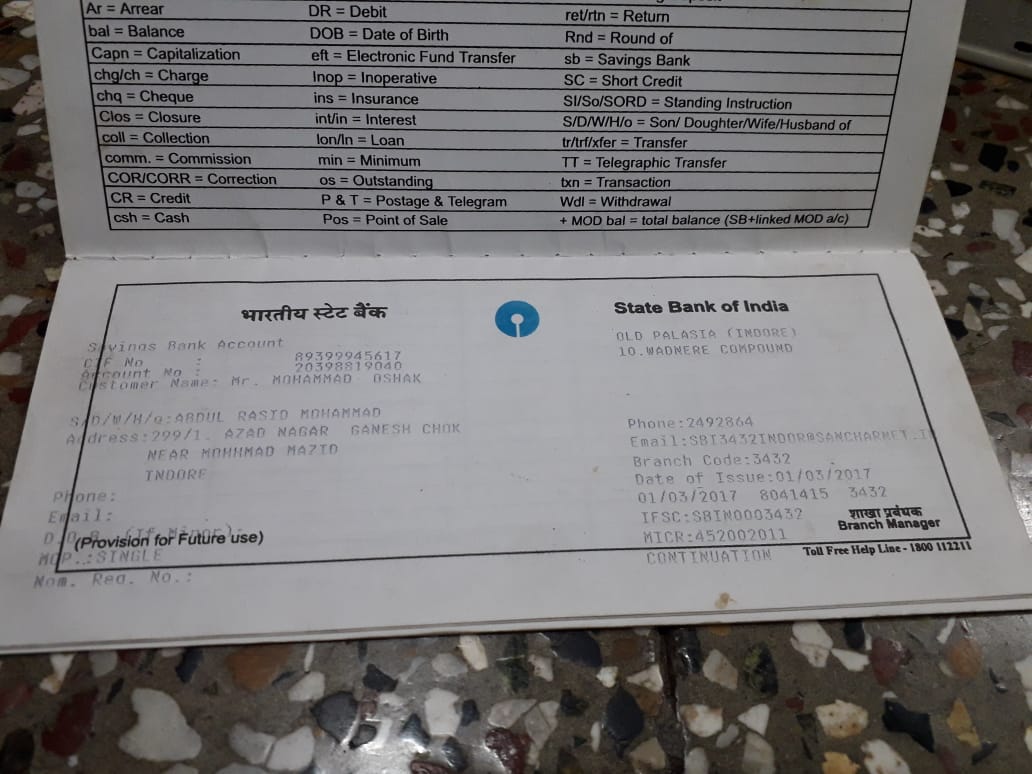 Ar = Arrear DR = Debit ret/rtn = Return
bal = Balance DOB = Date of Birth Rnd = Round of
Capn = Capitalization eft = Electronic Fund Transfer sb = Savings Bank
chg/ch = Charge Inop = Inoperative SC = Short Credit
chq = Cheque ins = Insurance SI/So/SORD = Standing Instruction
Clos = Closure int/in = Interest S/D/W/H/o = Son/ Doughter/Wife/Husband of
coll = Collection lon/ln = Loan tr/trf/xfer = Transfer
comm. = Commission min = Minimum TT = Telegraphic Transfer
COR/CORR = Correction os = Outstanding txn = Transaction
CR = Credit P & T = Postage & Telegram Wdl = Withdrawal
csh = Cash Pos = Point of Sale + MOD bal = total balance (SB+linked MOD a/c)
भारतीय स्टेट बैंक
State Bank of India
Savings Bank Account
CIF No : 89399945617
Account No : 20398819040
Customer Name: Mr. MOHAMMAD OSHAK
S/D/W/H/o:ABDUL RASID MOHAMMAD
Address:299/1, AZAD NAGAR GANESH CHOK
NEAR MOHHMAD MAZID
INDORE
Phone:
Email:
D.O.B. (If Minor):
(Provision for Future use)
MOP.:SINGLE
Nom. Reg. No.:
OLD PALASIA (INDORE)
10,WADNERE COMPOUND
Phone:2492864
Email:SBI3432INDOR@SANCHARNET.I
Branch Code:3432
Date of Issue:01/03/2017
01/03/2017 8041415 3432
IFSC:SBIN0003432
शाखा प्रबंधक
Branch Manager
MICR:452002011
CONTINUATION
Toll Free Help Line - 1800 112211